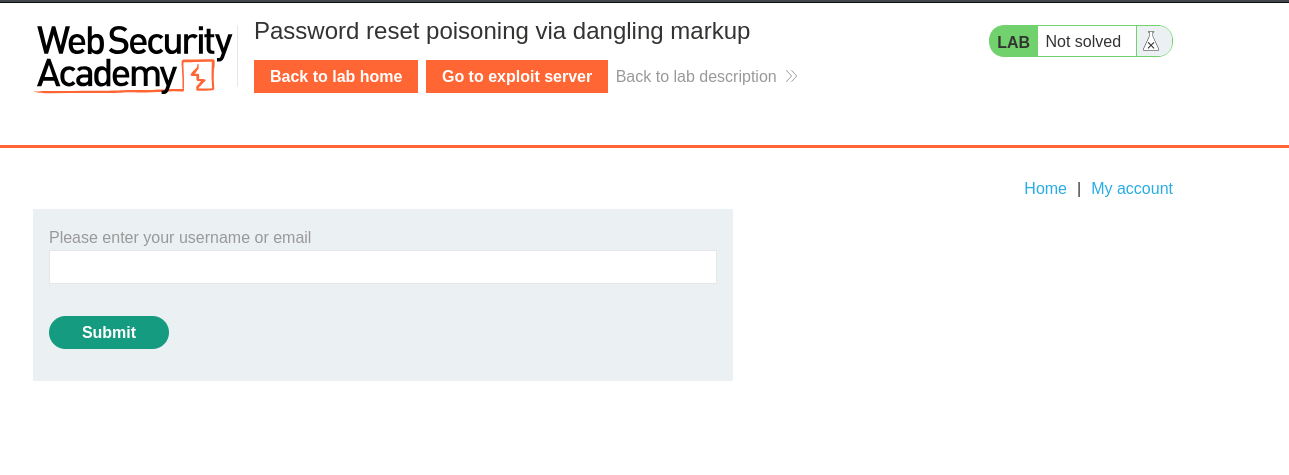 Web Security
Academy
Password reset poisoning via dangling markup
Back to lab home
Go to exploit server
Back to lab description
LAB
Not solved
Home | My account
Please enter your username or email
Submit